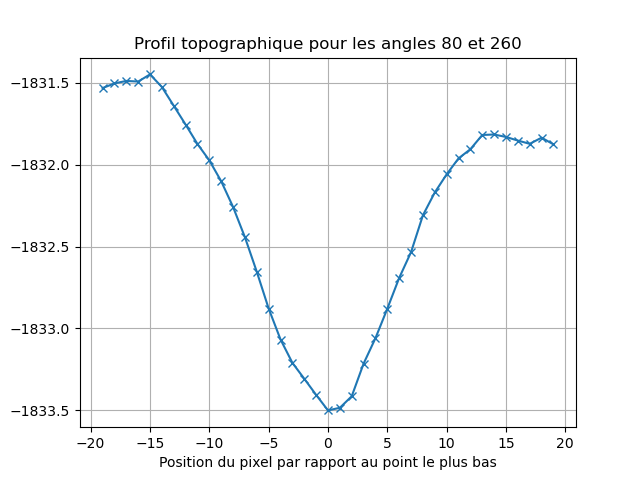 Profil topographique pour les angles 80 et 260
−1831.5
−1832.0
−1832.5
−1833.0
−1833.5
−20 −15 −10 −5 0 5 10 15 20
Position du pixel par rapport au point le plus bas